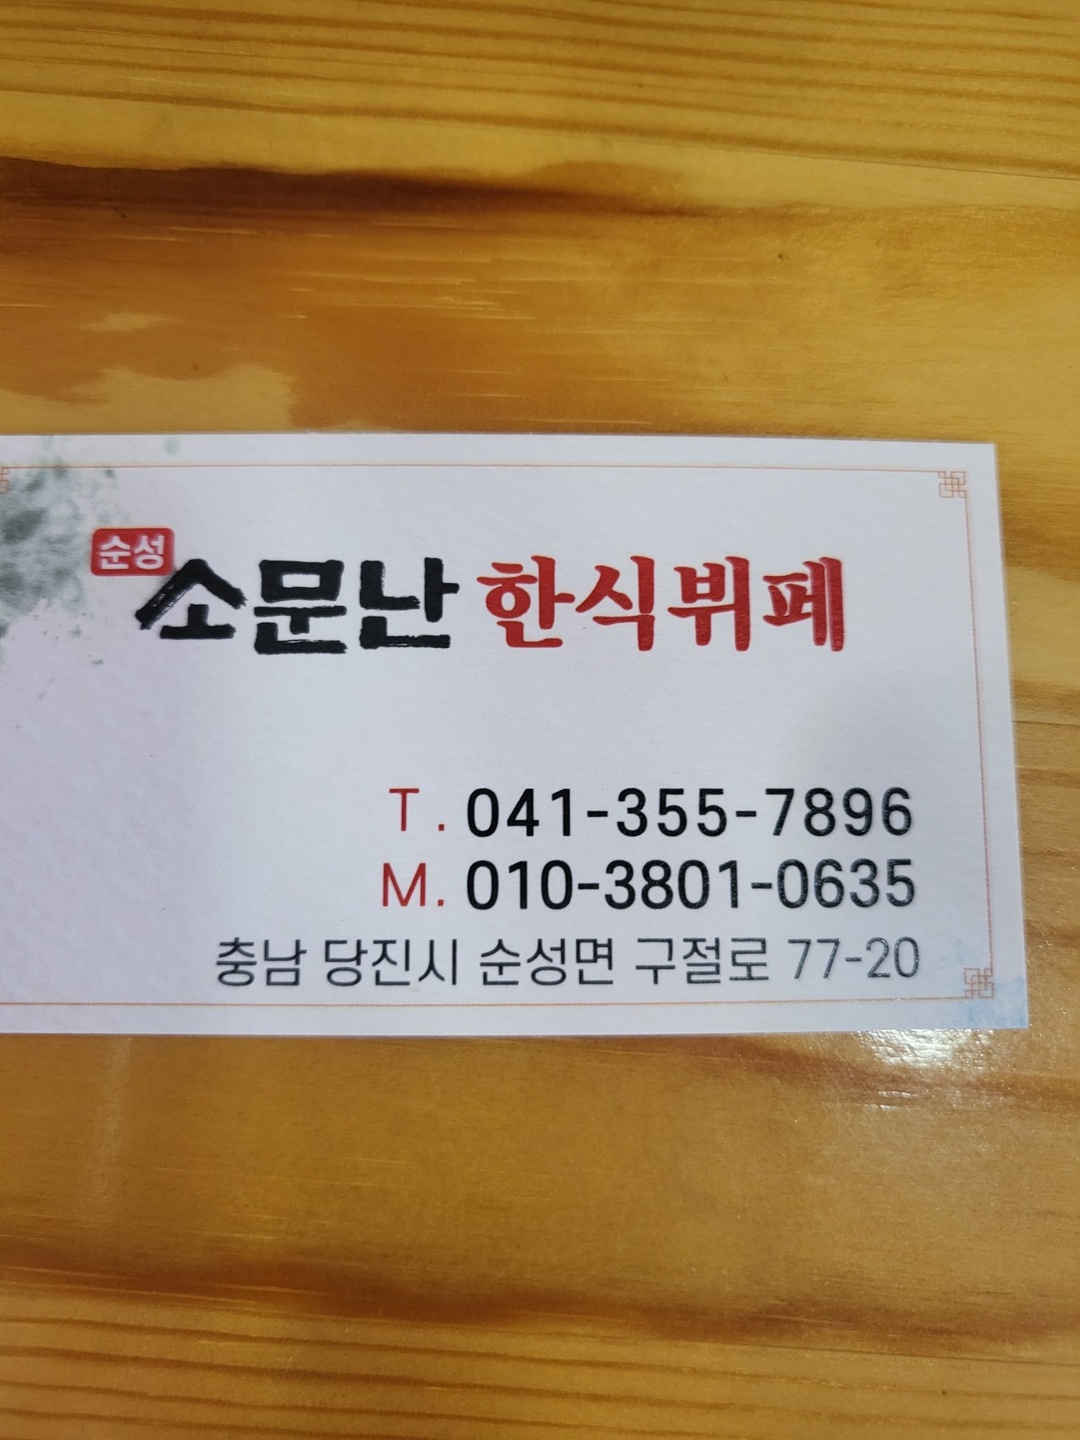 순성
소문난 한식뷔페
T. 041-355-7896
M. 010-3801-0635
충남 당진시 순성면 구절로 77-20